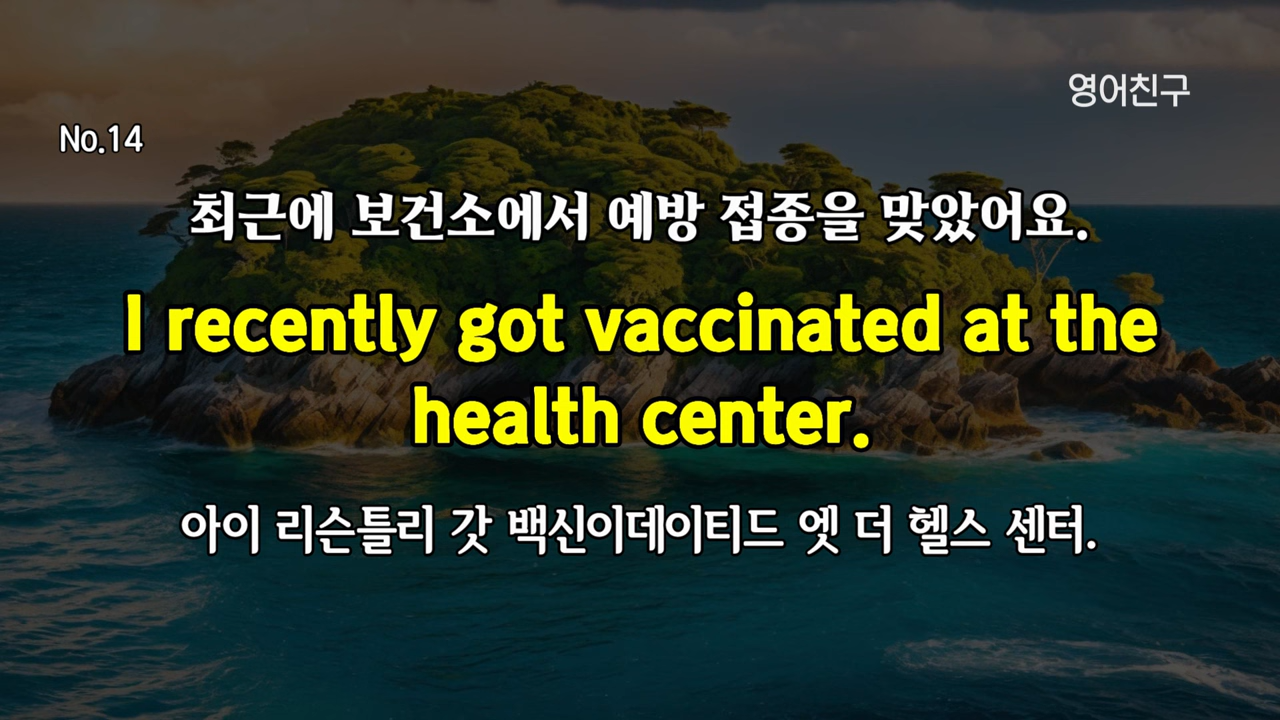 영어친구
No.14
최근에 보건소에서 예방 접종을 맞았어요.
I recently got vaccinated at the
health center.
아이 리슨틀리 갓 백신이데이티드 엣 더 헬스 센터.